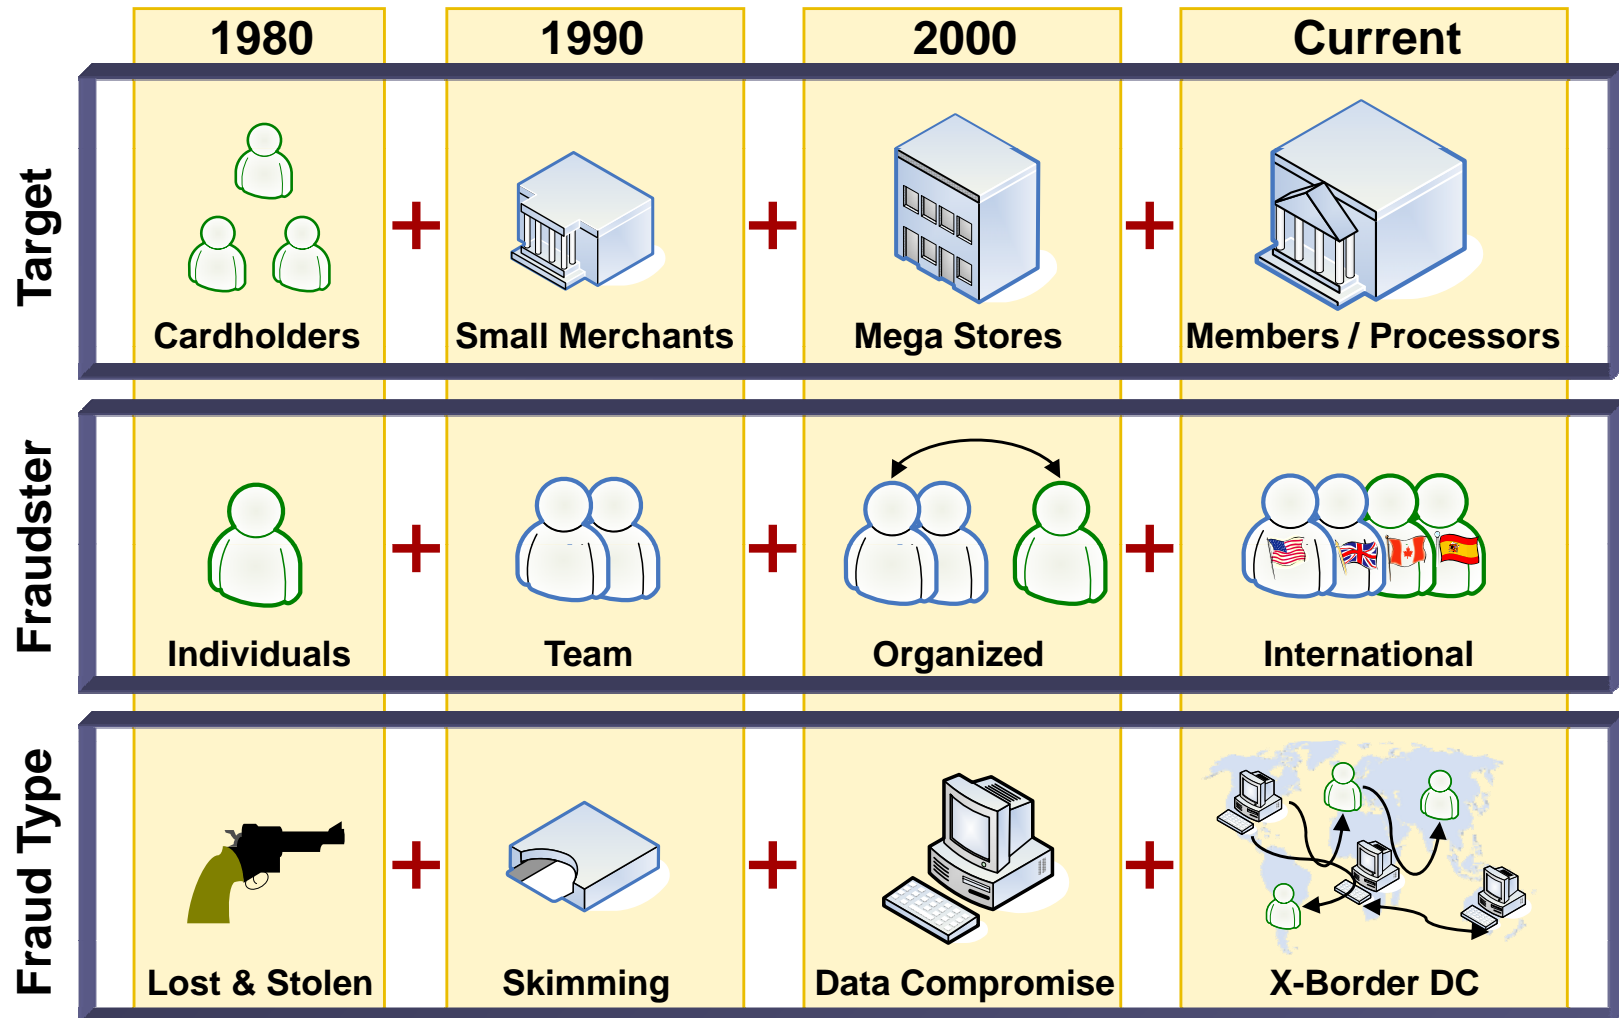 1980 1990 2000 Current
Target
Cardholders Small Merchants Mega Stores Members / Processors
Fraudster
Individuals Team Organized International
Fraud Type
Lost & Stolen Skimming Data Compromise X-Border DC